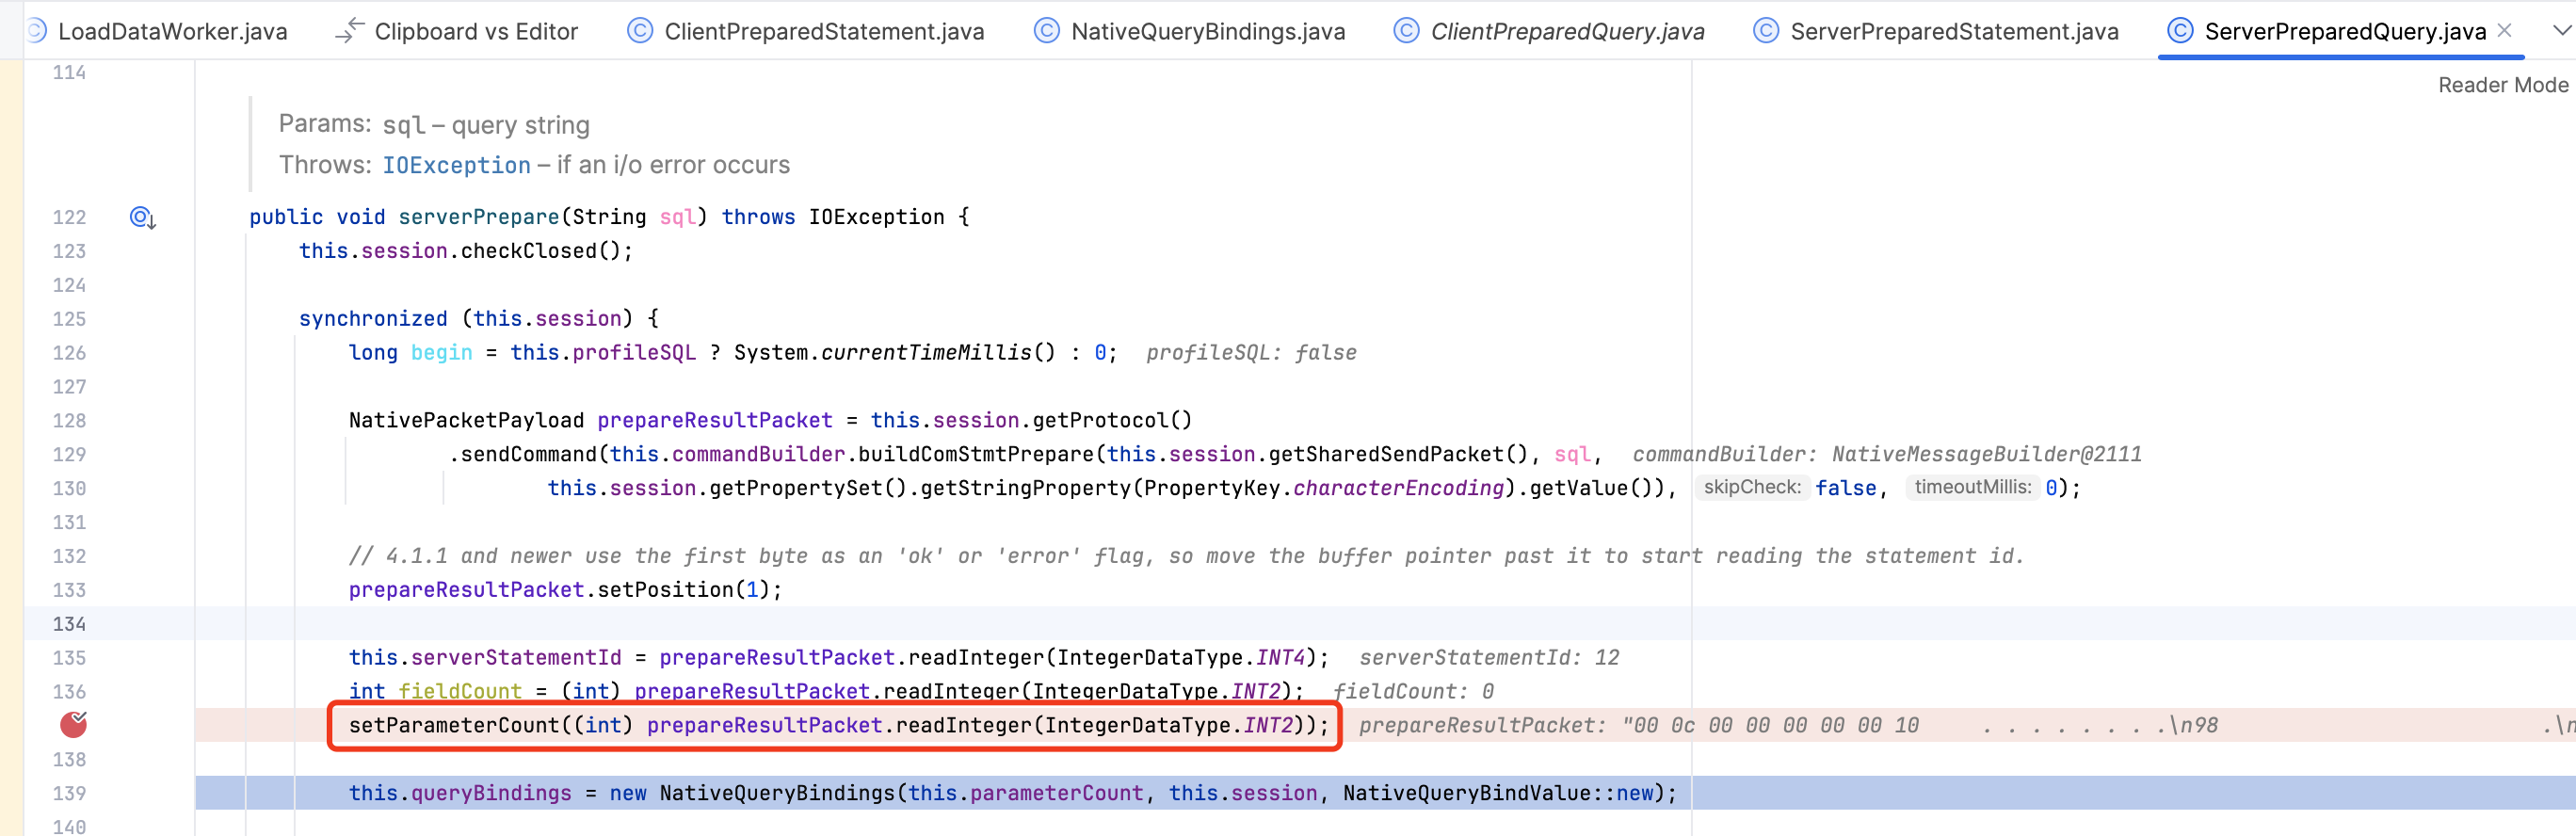 LoadDataWorker.java Clipboard vs Editor ClientPreparedStatement.java NativeQueryBindings.java ClientPreparedQuery.java ServerPreparedStatement.java ServerPreparedQuery.java
114
Reader Mode
Params: sql – query string
Throws: IOException – if an i/o error occurs
122 public void serverPrepare(String sql) throws IOException {
123 this.session.checkClosed();
124
125 synchronized (this.session) {
126 long begin = this.profileSQL ? System.currentTimeMillis() : 0; profileSQL: false
127
128 NativePacketPayload prepareResultPacket = this.session.getProtocol()
129 .sendCommand(this.commandBuilder.buildComStmtPrepare(this.session.getSharedSendPacket(), sql, commandBuilder: NativeMessageBuilder@2111
130 this.session.getPropertySet().getStringProperty(PropertyKey.characterEncoding).getValue()), skipCheck: false, timeoutMillis: 0);
131
132 // 4.1.1 and newer use the first byte as an 'ok' or 'error' flag, so move the buffer pointer past it to start reading the statement id.
133 prepareResultPacket.setPosition(1);
134
135 this.serverStatementId = prepareResultPacket.readInteger(IntegerDataType.INT4); serverStatementId: 12
136 int fieldCount = (int) prepareResultPacket.readInteger(IntegerDataType.INT2); fieldCount: 0
setParameterCount((int) prepareResultPacket.readInteger(IntegerDataType.INT2)); prepareResultPacket: "00 0c 00 00 00 00 00 10 . . . . . . . .\n98 .\n
138
139 this.queryBindings = new NativeQueryBindings(this.parameterCount, this.session, NativeQueryBindValue::new);
140